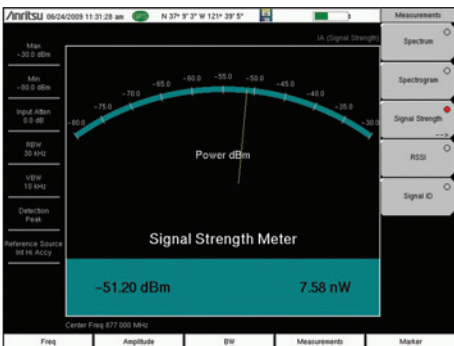 Anritsu 06/24/2009 11:31:28 am GPS N 37° 9' 3" W 121° 39' 5"
Measurements
IA (Signal Strength)
Max
-30.0 dBm
Min
-80.0 dBm
Input Atten
0.0 dB
RBW
30 kHz
VBW
10 kHz
Detection
Peak
Reference Source
Int Hi Accy
-80.0 -75.0 -70.0 -65.0 -60.0 -55.0 -50.0 -45.0 -40.0 -35.0 -30.0
Power dBm
Signal Strength Meter
-51.20 dBm 7.58 nW
Center Freq 877.000 MHz
Spectrum
Spectrogram
Signal Strength
-->
RSSI
Signal ID
Freq Amplitude BW Measurements Marker